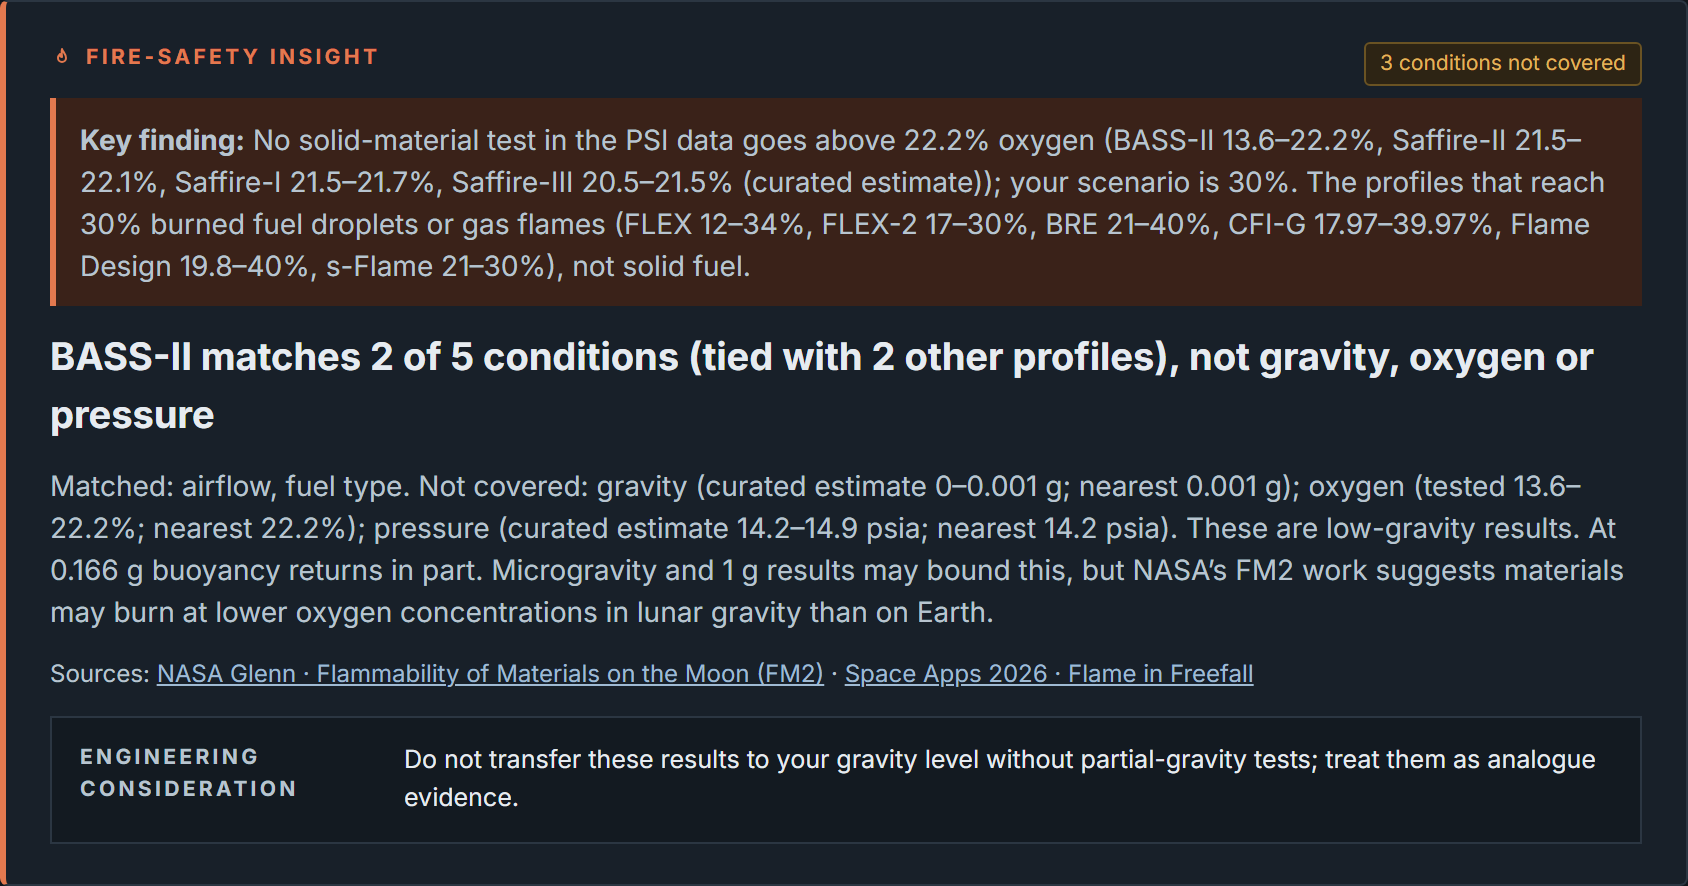 FIRE-SAFETY INSIGHT
3 conditions not covered
Key finding: No solid-material test in the PSI data goes above 22.2% oxygen (BASS-II 13.6–22.2%, Saffire-II 21.5–
22.1%, Saffire-I 21.5–21.7%, Saffire-III 20.5–21.5% (curated estimate)); your scenario is 30%. The profiles that reach
30% burned fuel droplets or gas flames (FLEX 12–34%, FLEX-2 17–30%, BRE 21–40%, CFI-G 17.97–39.97%, Flame
Design 19.8–40%, s-Flame 21–30%), not solid fuel.
BASS-II matches 2 of 5 conditions (tied with 2 other profiles), not gravity, oxygen or
pressure
Matched: airflow, fuel type. Not covered: gravity (curated estimate 0–0.001 g; nearest 0.001 g); oxygen (tested 13.6–
22.2%; nearest 22.2%); pressure (curated estimate 14.2–14.9 psia; nearest 14.2 psia). These are low-gravity results. At
0.166 g buoyancy returns in part. Microgravity and 1 g results may bound this, but NASA’s FM2 work suggests materials
may burn at lower oxygen concentrations in lunar gravity than on Earth.
Sources: NASA Glenn · Flammability of Materials on the Moon (FM2) · Space Apps 2026 · Flame in Freefall
ENGINEERING
CONSIDERATION
Do not transfer these results to your gravity level without partial-gravity tests; treat them as analogue
evidence.